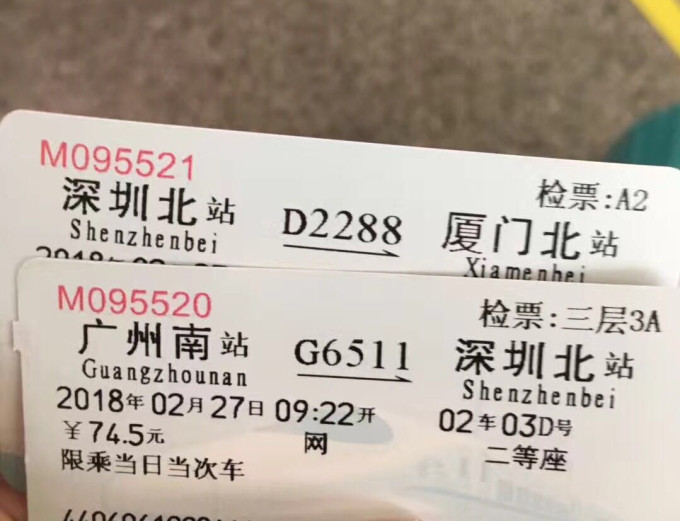 M095521
检票:A2
深圳北站 D2288 厦门北站
Shenzhenbei Xiamenbei
M095520
检票:三层3A
广州南站 G6511 深圳北站
Guangzhounan Shenzhenbei
2018年02月27日09:22开 02车03D号
￥74.5元 网 二等座
限乘当日当次车